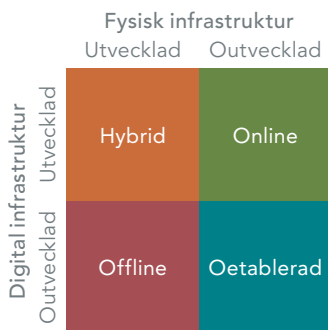 Fysisk infrastruktur
Utvecklad Outvecklad
Digital infrastruktur
Utvecklad
Outvecklad
Hybrid Online
Offline Oetablerad